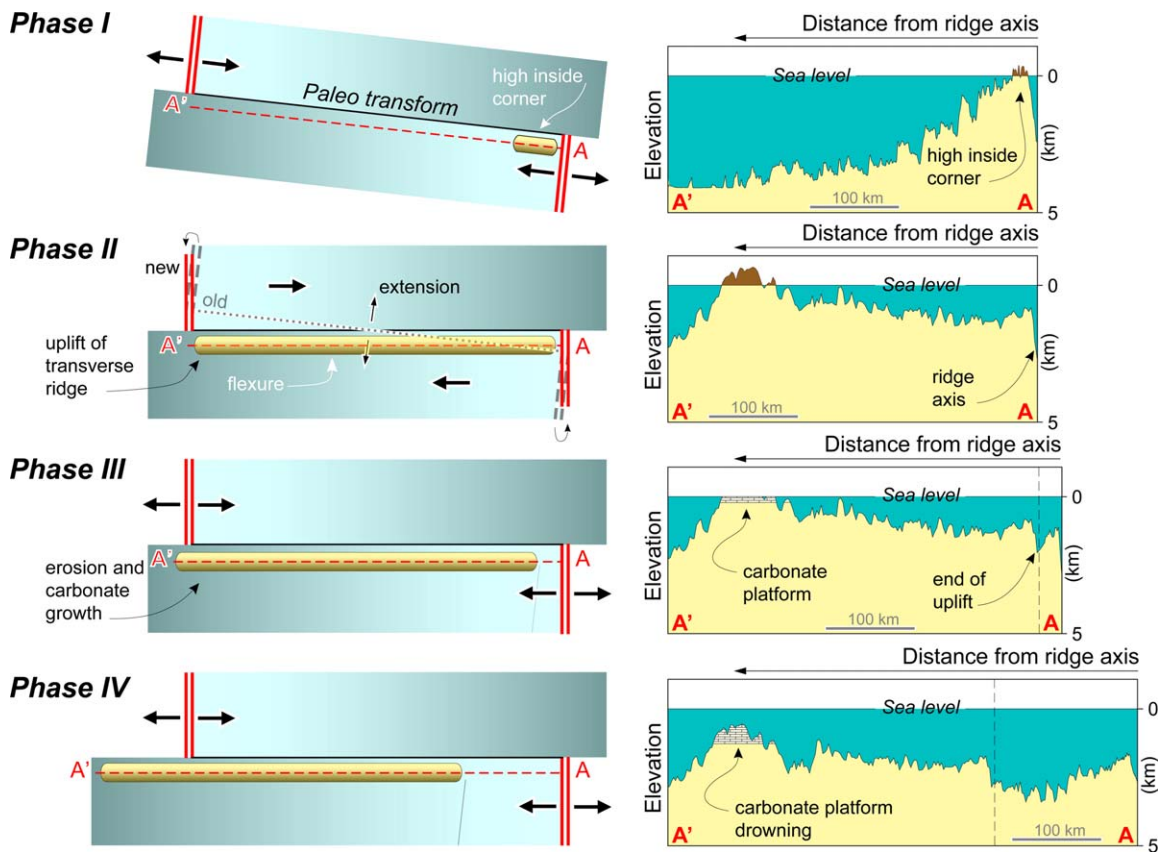 Phase I
Distance from ridge axis
high inside
corner
Paleo transform
A'
A
Sea level
0
Elevation
(km)
high inside
corner
100 km
A'
A
5
Phase II
Distance from ridge axis
new
old
extension
Sea level
0
uplift of
transverse
ridge
A'
A
flexure
Elevation
(km)
ridge
axis
100 km
A'
A
5
Phase III
Distance from ridge axis
Sea level
0
A'
A
erosion and
carbonate
growth
Elevation
(km)
carbonate
platform
end of
uplift
100 km
A'
A
5
Phase IV
Distance from ridge axis
Sea level
0
A'
A
Elevation
(km)
carbonate platform
drowning
100 km
A'
A
5